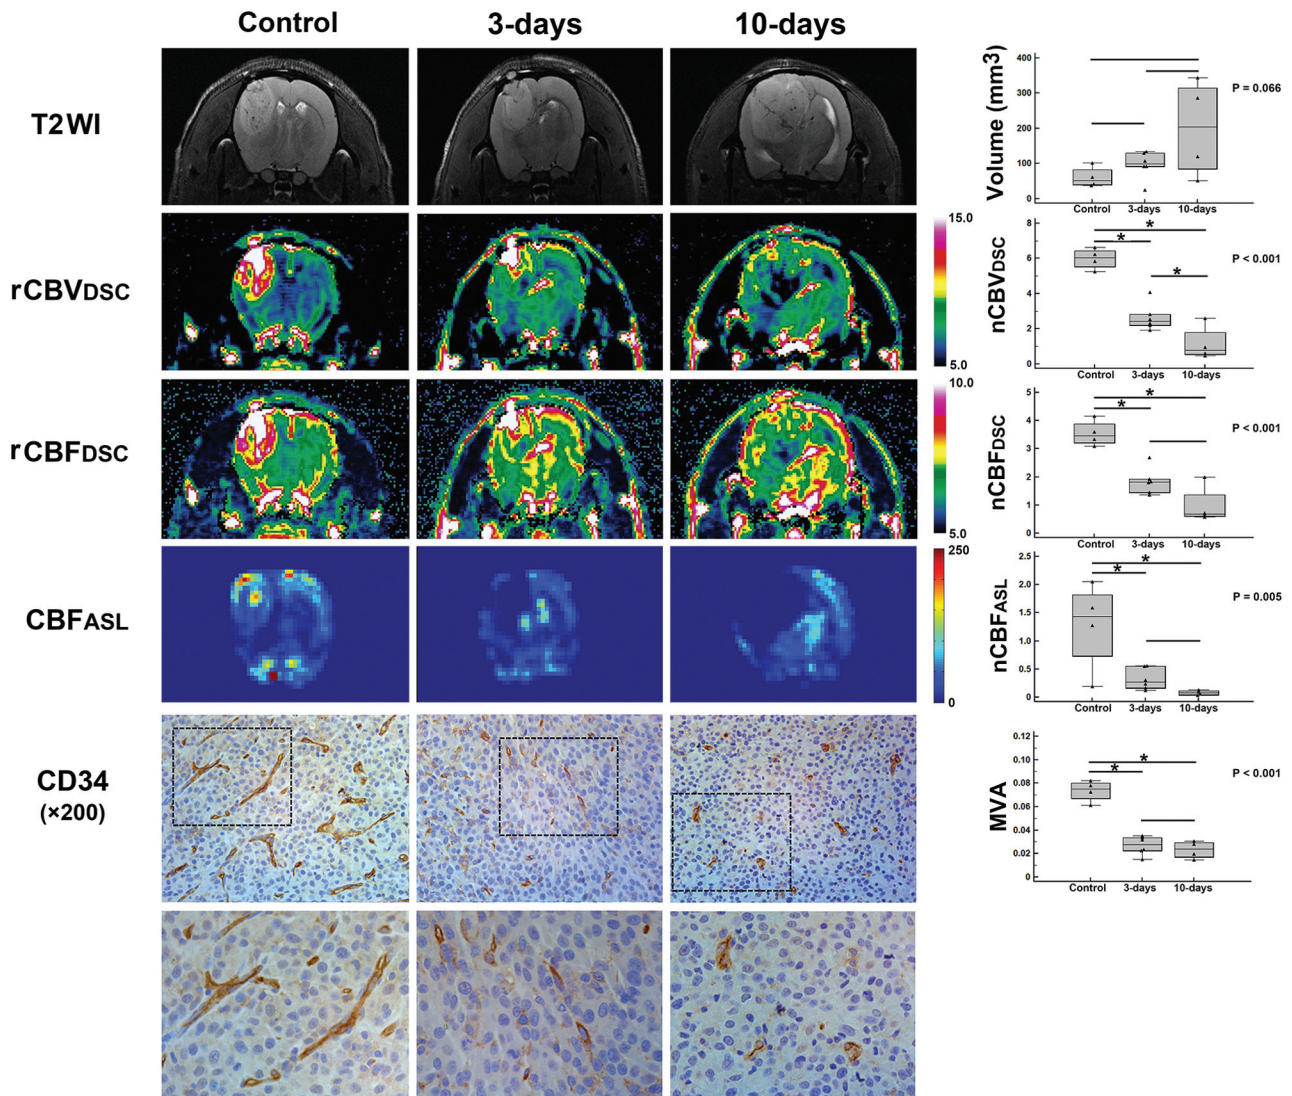 Control 3-days 10-days
T2WI
rCBVDSC
rCBFDSC
CBFASL
CD34
(×200)
15.0
5.0
10.0
5.0
250
0
Volume (mm3)
400
300
200
100
0
P = 0.066
Control 3-days 10-days
nCBVDSC
8
6
4
2
0
*
*
*
P < 0.001
Control 3-days 10-days
nCBFDSC
5
4
3
2
1
0
*
*
P < 0.001
Control 3-days 10-days
nCBFASL
2.5
2.0
1.5
1.0
0.5
0
*
*
P = 0.005
Control 3-days 10-days
MVA
0.12
0.10
0.08
0.06
0.04
0.02
0
*
*
P < 0.001
Control 3-days 10-days